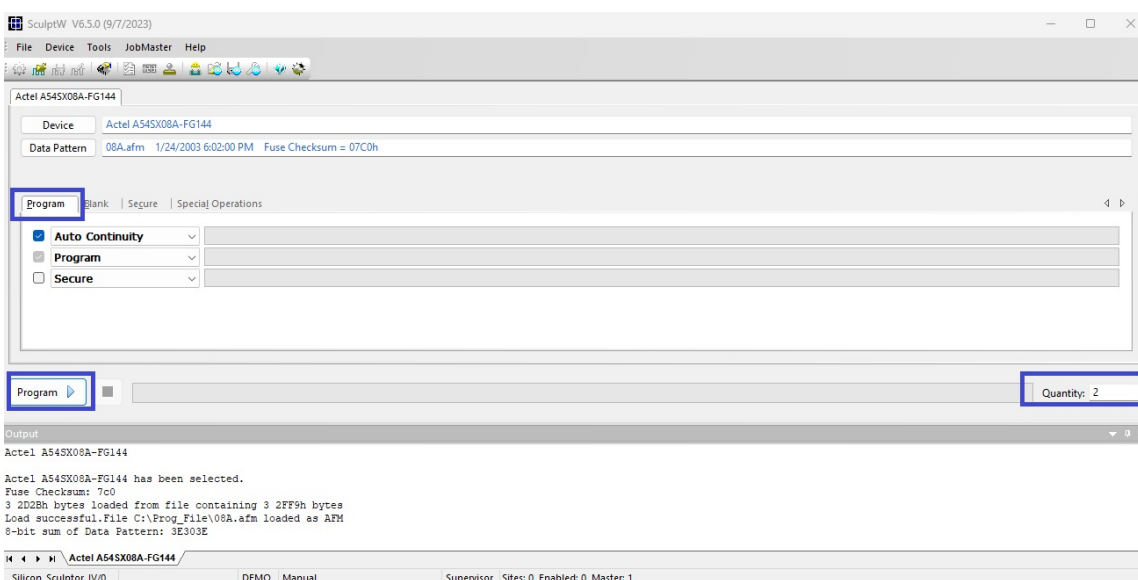 SculptW V6.5.0 (9/7/2023)
File Device Tools JobMaster Help
Actel A54SX08A-FG144
Device Actel A54SX08A-FG144
Data Pattern 08A.afm 1/24/2003 6:02:00 PM Fuse Checksum = 07C0h
Program Blank | Secure | Special Operations
Auto Continuity
Program
Secure
Program Quantity: 2
Output
Actel A54SX08A-FG144
Actel A54SX08A-FG144 has been selected.
Fuse Checksum: 7c0
3 2D2Bh bytes loaded from file containing 3 2FF9h bytes
Load successful.File C:\Prog_File\08A.afm loaded as AFM
8-bit sum of Data Pattern: 3E303E
Actel A54SX08A-FG144
Silicon Sculptor IV/0 DEMO Manual Supervisor Sites: 0 Enabled: 0 Master: 1